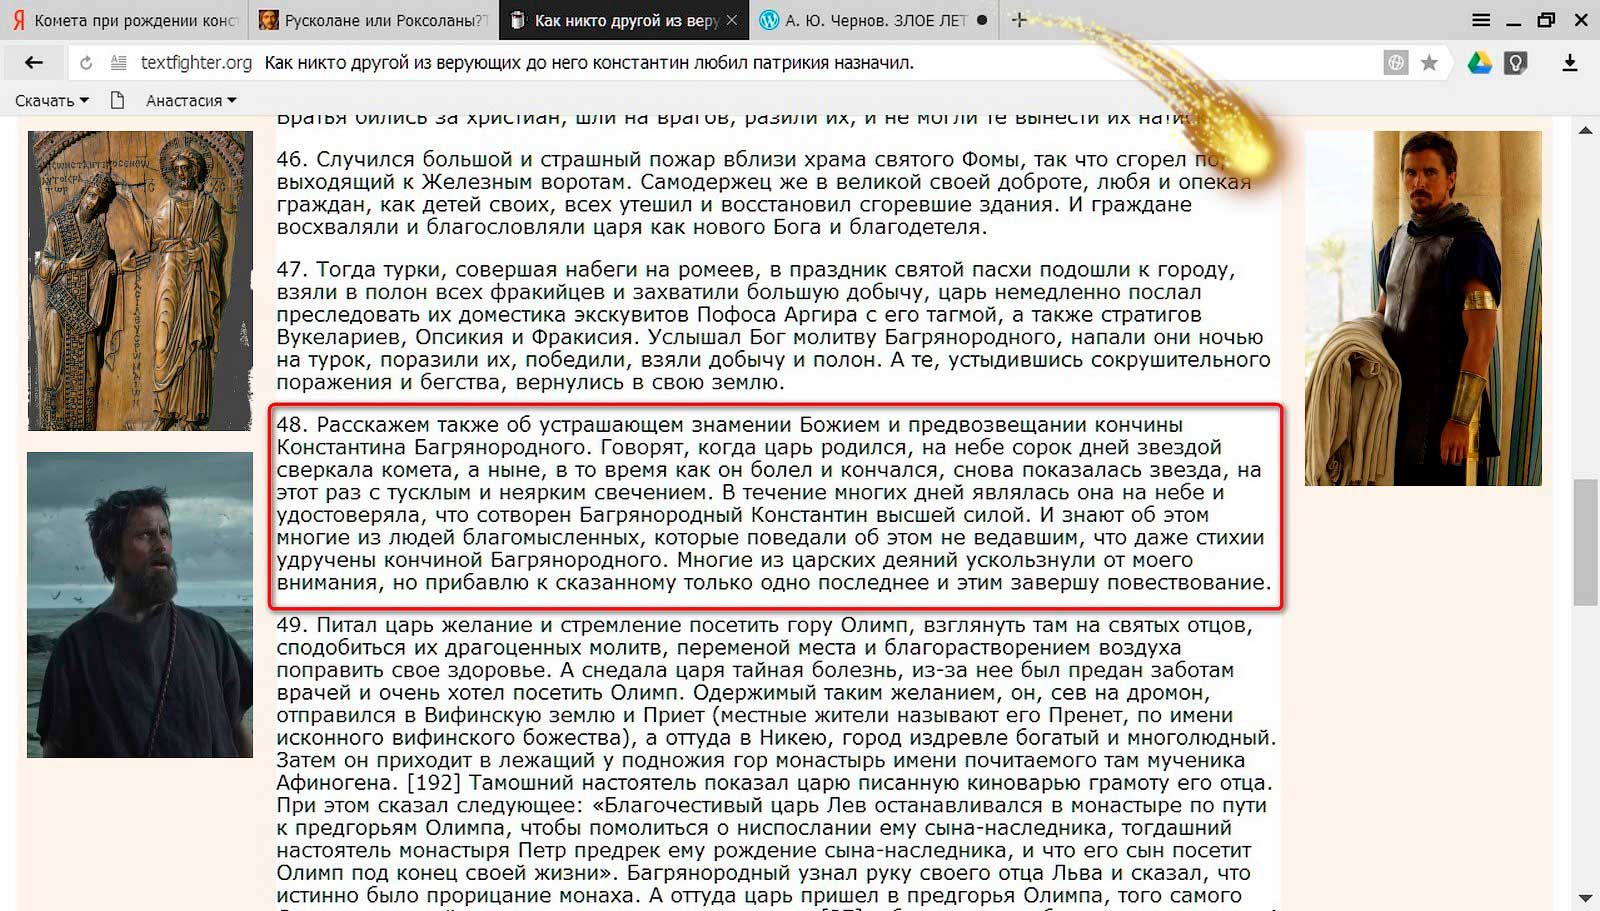 Комета при рождении конс
Русколане или Роксоланы?
Как никто другой из веру
А. Ю. Чернов. ЗЛОЕ ЛЕТ
textfighter.org Как никто другой из верующих до него константин любил патрикия назначил.
Скачать
Анастасия
Братья бились за христиан, шли на врагов, разили их, и не могли те вынести их
46. Случился большой и страшный пожар вблизи храма святого Фомы, так что сгорел
выходящий к Железным воротам. Самодержец же в великой своей доброте, любя и опекая
граждан, как детей своих, всех утешил и восстановил сгоревшие здания. И граждане
восхваляли и благословляли царя как нового Бога и благодетеля.
47. Тогда турки, совершая набеги на ромеев, в праздник святой пасхи подошли к городу,
взяли в полон всех фракийцев и захватили большую добычу, царь немедленно послал
преследовать их доместика экскувитов Пофоса Аргира с его тагмой, а также стратигов
Вукелариев, Опсикия и Фракисия. Услышал Бог молитву Багрянородного, напали они ночью
на турок, поразили их, победили, взяли добычу и полон. А те, устыдившись сокрушительного
поражения и бегства, вернулись в свою землю.
48. Расскажем также об устрашающем знамении Божием и предвозвещании кончины
Константина Багрянородного. Говорят, когда царь родился, на небе сорок дней звездой
сверкала комета, а ныне, в то время как он болел и кончался, снова показалась звезда, на
этот раз с тусклым и неярким свечением. В течение многих дней являлась она на небе и
удостоверяла, что сотворен Багрянородный Константин высшей силой. И знают об этом
многие из людей благомысленных, которые поведали об этом не ведавшим, что даже стихии
удручены кончиной Багрянородного. Многие из царских деяний ускользнули от моего
внимания, но прибавлю к сказанному только одно последнее и этим завершу повествование.
49. Питал царь желание и стремление посетить гору Олимп, взглянуть там на святых отцов,
сподобиться их драгоценных молитв, переменой места и благорастворением воздуха
поправить свое здоровье. А снедала царя тайная болезнь, из-за нее был предан заботам
врачей и очень хотел посетить Олимп. Одержимый таким желанием, он, сев на дромон,
отправился в Вифинскую землю и Приет (местные жители называют его Пренет, по имени
исконного вифинского божества), а оттуда в Никею, город издревле богатый и многолюдный.
Затем он приходит в лежащий у подножия гор монастырь имени почитаемого там мученика
Афиногена. [192] Тамошний настоятель показал царю писанную киноварью грамоту его отца.
При этом сказал следующее: «Благочестивый царь Лев останавливался в монастыре по пути
к предгорьям Олимпа, чтобы помолиться о ниспослании ему сына-наследника, тогдашний
настоятель монастыря Петр предрек ему рождение сына-наследника, и что его сын посетит
Олимп под конец своей жизни». Багрянородный узнал руку своего отца Льва и сказал, что
истинно было прорицание монаха. А оттуда царь пришел в предгорья Олимпа, того самого